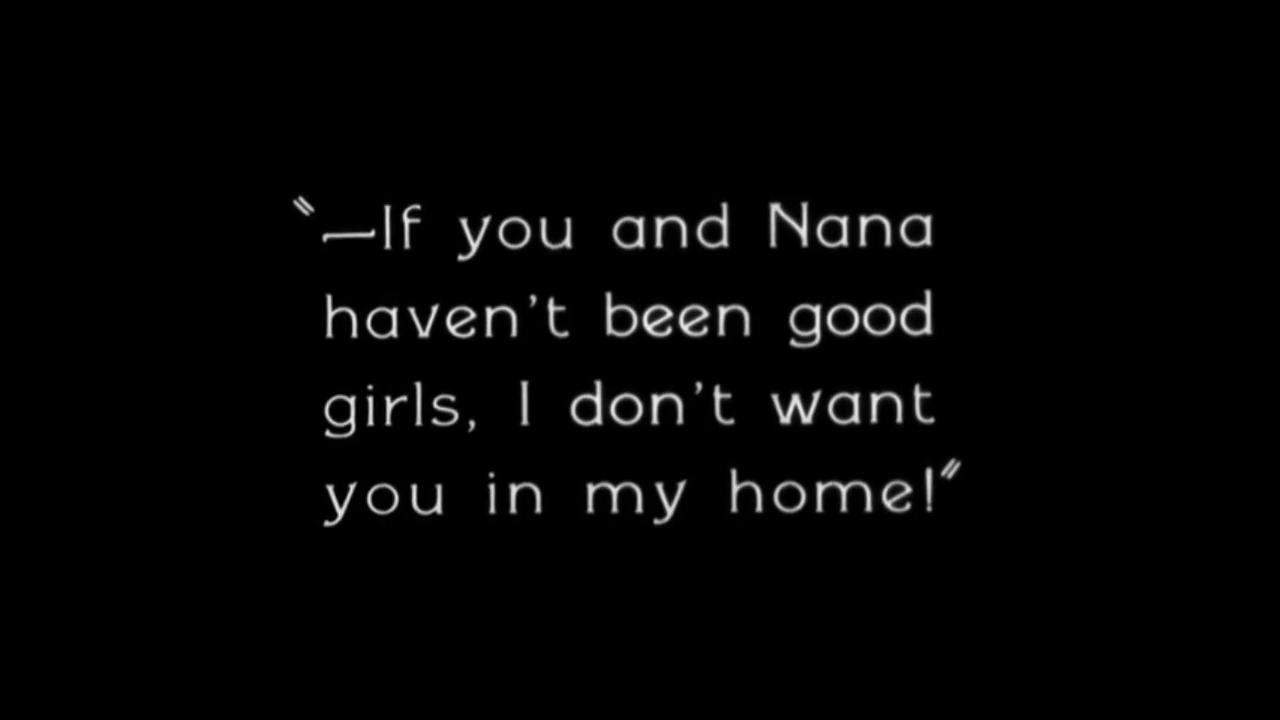 "—If you and Nana
haven't been good
girls, I don't want
you in my home!"